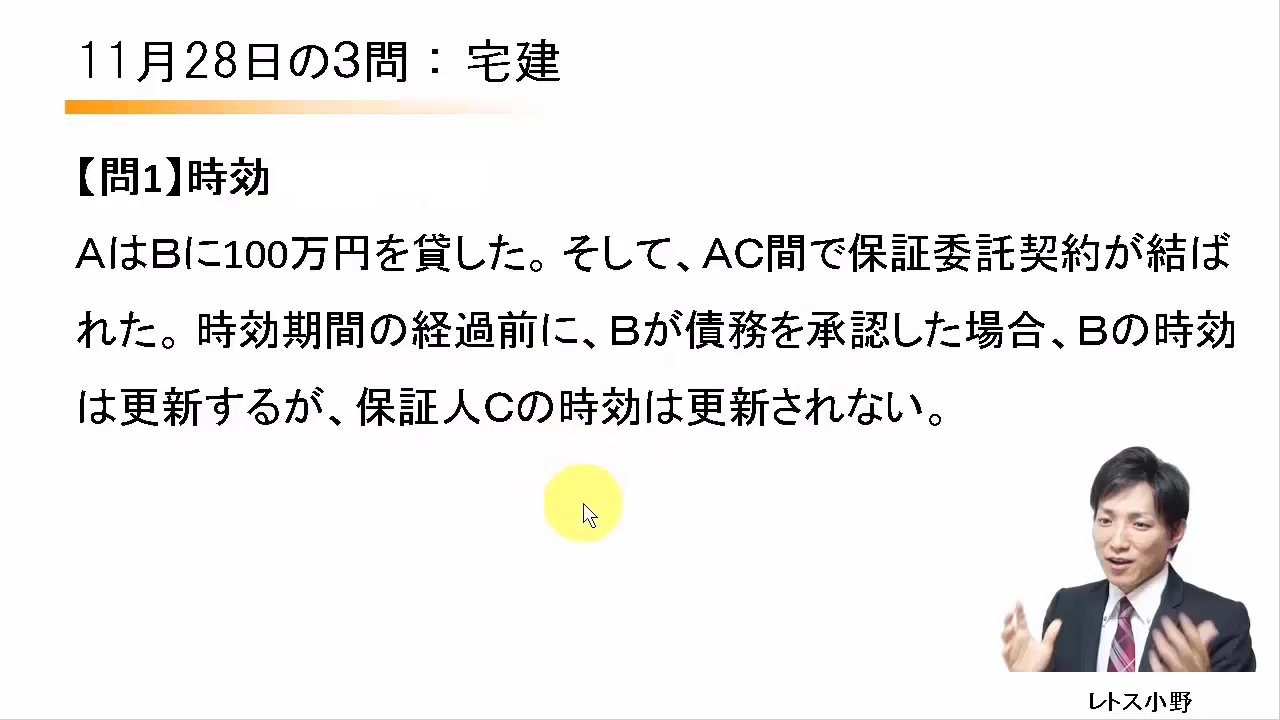 11月28日の３問：宅建
【問1】時効
ＡはＢに100万円を貸した。そして、ＡＣ間で保証委託契約が結ば
れた。時効期間の経過前に、Ｂが債務を承認した場合、Ｂの時効
は更新するが、保証人Ｃの時効は更新されない。
レトス小野